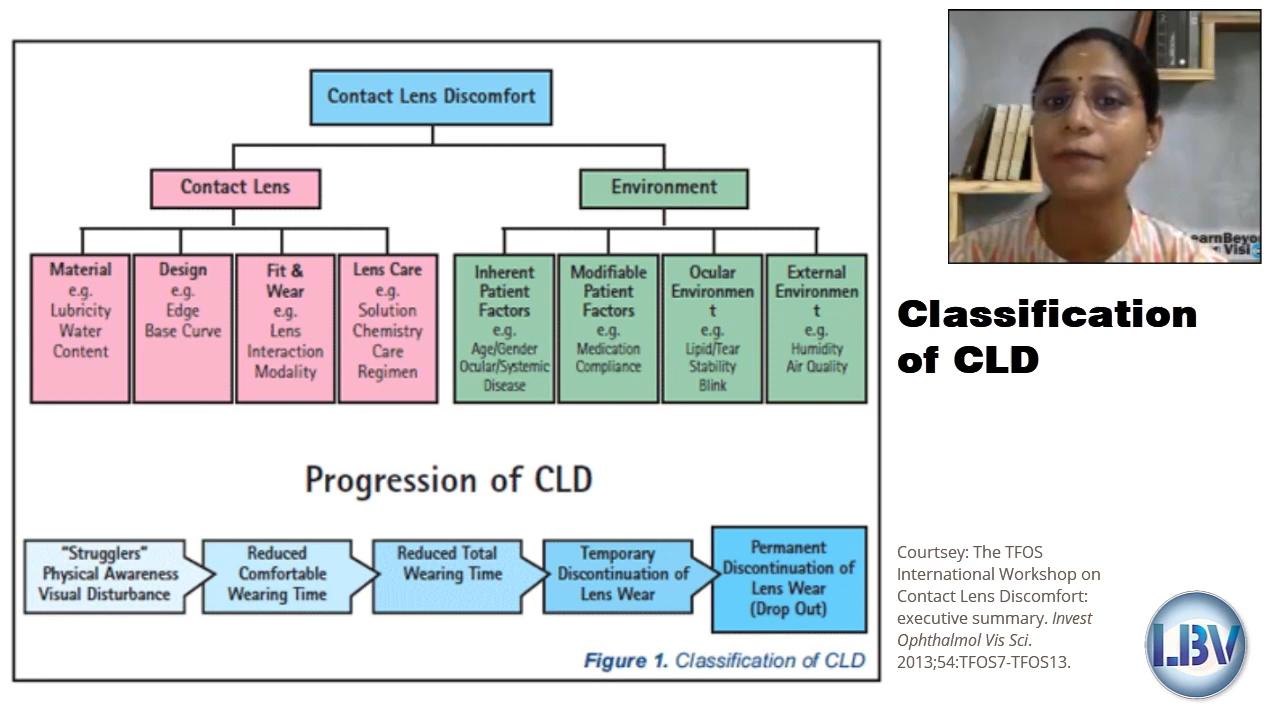 Contact Lens Discomfort
Contact Lens
Environment
Material
e.g.
Lubricity
Water
Content
Design
e.g.
Edge
Base Curve
Fit &
Wear
e.g.
Lens
Interaction
Modality
Lens Care
e.g.
Solution
Chemistry
Care
Regimen
Inherent
Patient
Factors
e.g.
Age/Gender
Ocular/Systemic
Disease
Modifiable
Patient
Factors
e.g.
Medication
Compliance
Ocular
Environmen
t
e.g.
Lipid/Tear
Stability
Blink
External
Environmen
t
e.g.
Humidity
Air Quality
Progression of CLD
"Strugglers"
Physical Awareness
Visual Disturbance
Reduced
Comfortable
Wearing Time
Reduced Total
Wearing Time
Temporary
Discontinuation of
Lens Wear
Permanent
Discontinuation of
Lens Wear
(Drop Out)
Figure 1. Classification of CLD
earnBeyo
Visi
Classification
of CLD
Courtsey: The TFOS
International Workshop on
Contact Lens Discomfort:
executive summary. Invest
Ophthalmol Vis Sci.
2013;54:TFOS7-TFOS13.
LBV